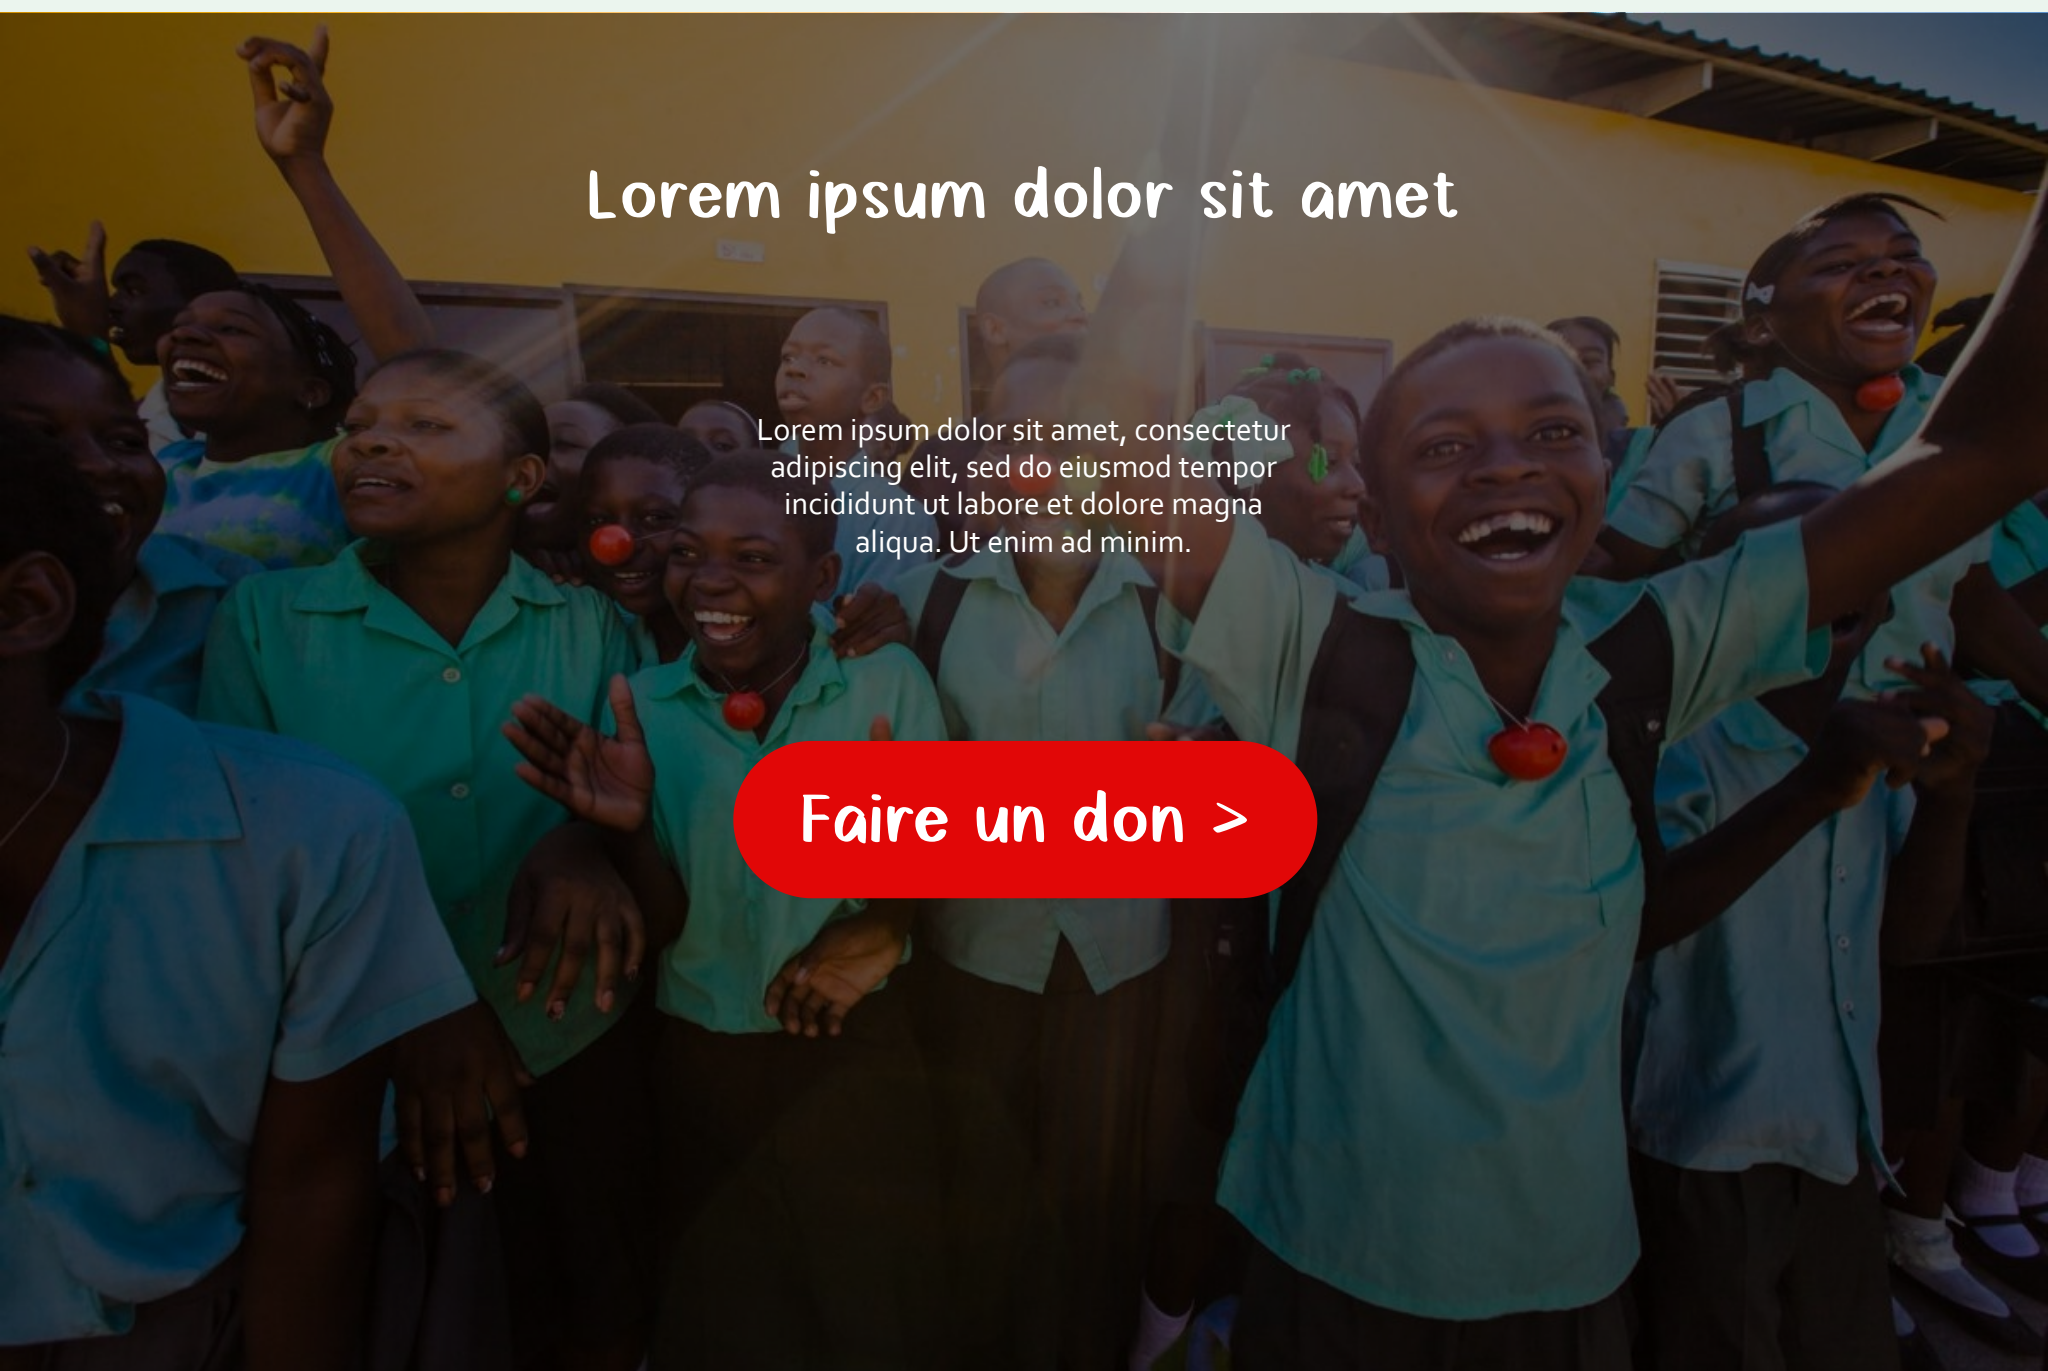 Lorem ipsum dolor sit amet
Lorem ipsum dolor sit amet, consectetur
adipiscing elit, sed do eiusmod tempor
incididunt ut labore et dolore magna
aliqua. Ut enim ad minim.
Faire un don >